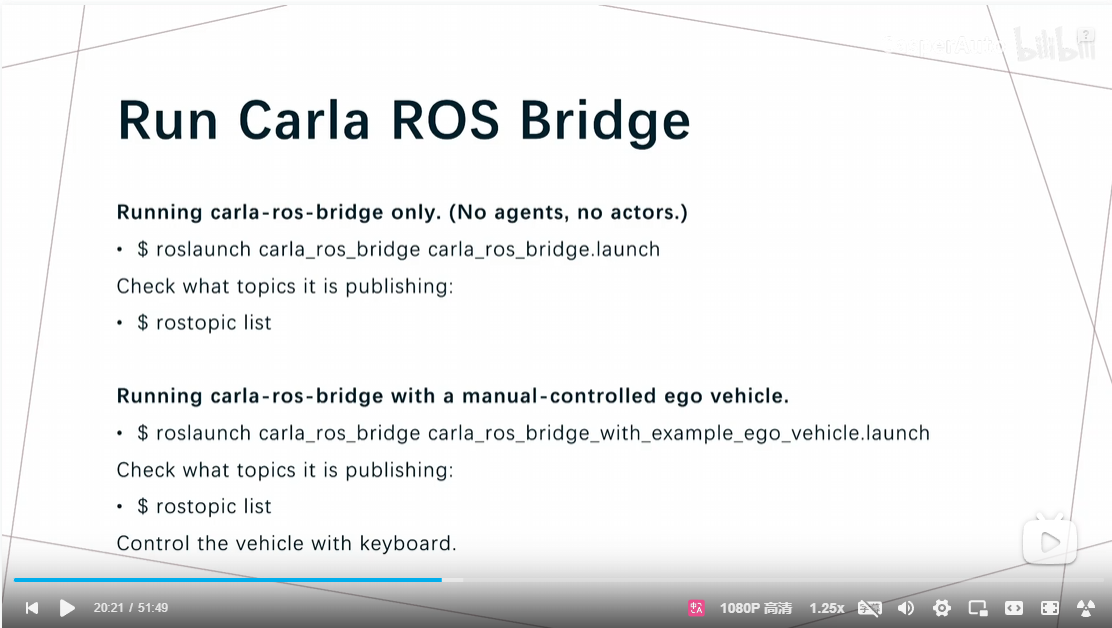 bilibili
Run Carla ROS Bridge
Running carla-ros-bridge only. (No agents, no actors.)
• $ roslaunch carla_ros_bridge carla_ros_bridge.launch
Check what topics it is publishing:
• $ rostopic list
Running carla-ros-bridge with a manual-controlled ego vehicle.
• $ roslaunch carla_ros_bridge carla_ros_bridge_with_example_ego_vehicle.launch
Check what topics it is publishing:
• $ rostopic list
Control the vehicle with keyboard.
20:21 / 51:49 1080P 高清 1.25x